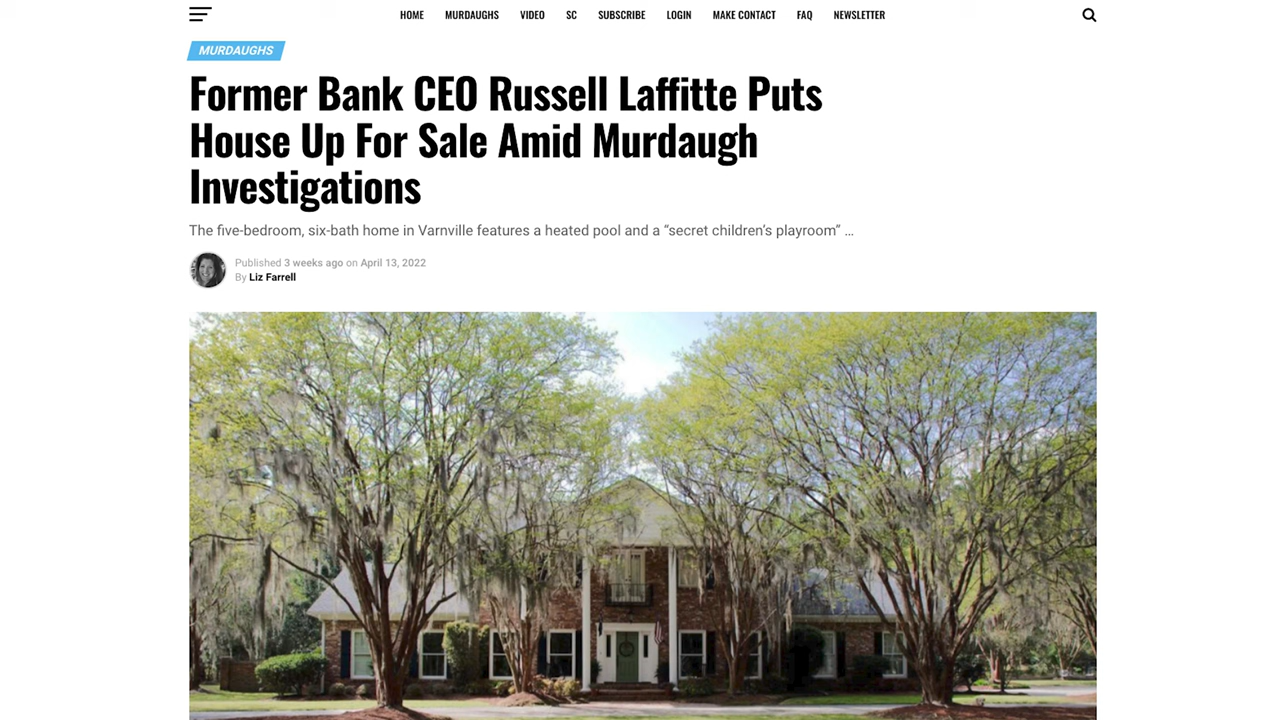 HOME MURDAUGHS VIDEO SC SUBSCRIBE LOGIN MAKE CONTACT FAQ NEWSLETTER
MURDAUGHS
Former Bank CEO Russell Laffitte Puts
House Up For Sale Amid Murdaugh
Investigations
The five-bedroom, six-bath home in Varnville features a heated pool and a “secret children’s playroom” ...
Published 3 weeks ago on April 13, 2022
By Liz Farrell